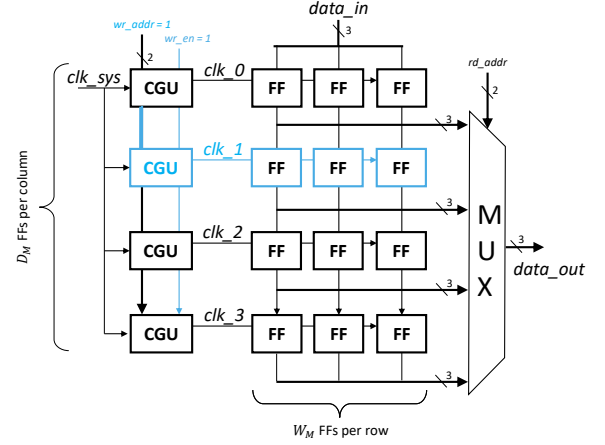 data_in
wr_addr = 1
wr_en = 1
3
2
clk_sys
clk_0
rd_addr
CGU
FF
FF
FF
2
3
clk_1
CGU
FF
FF
FF
3
D_M FFs per column
clk_2
MUX
CGU
FF
FF
FF
3
data_out
3
clk_3
CGU
FF
FF
FF
3
W_M FFs per row